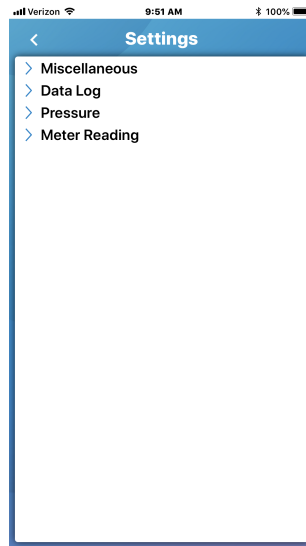 Verizon 9:51 AM 100%
Settings
Miscellaneous
Data Log
Pressure
Meter Reading